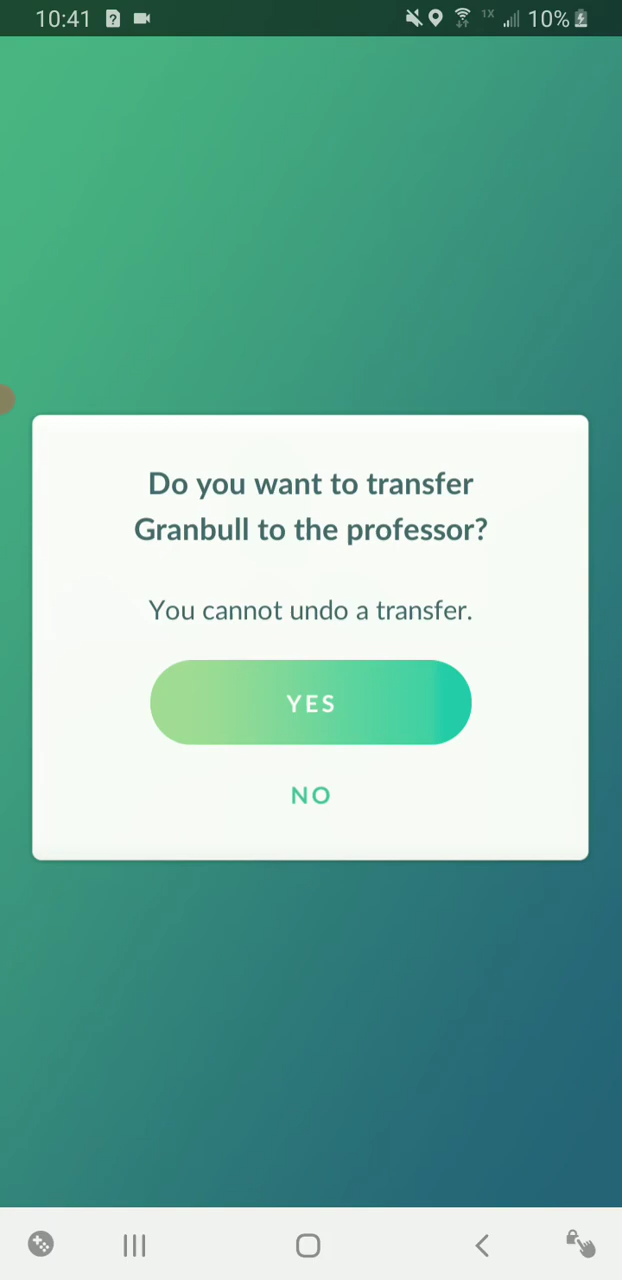 10:41 1X 10%
Do you want to transfer
Granbull to the professor?
You cannot undo a transfer.
YES
NO